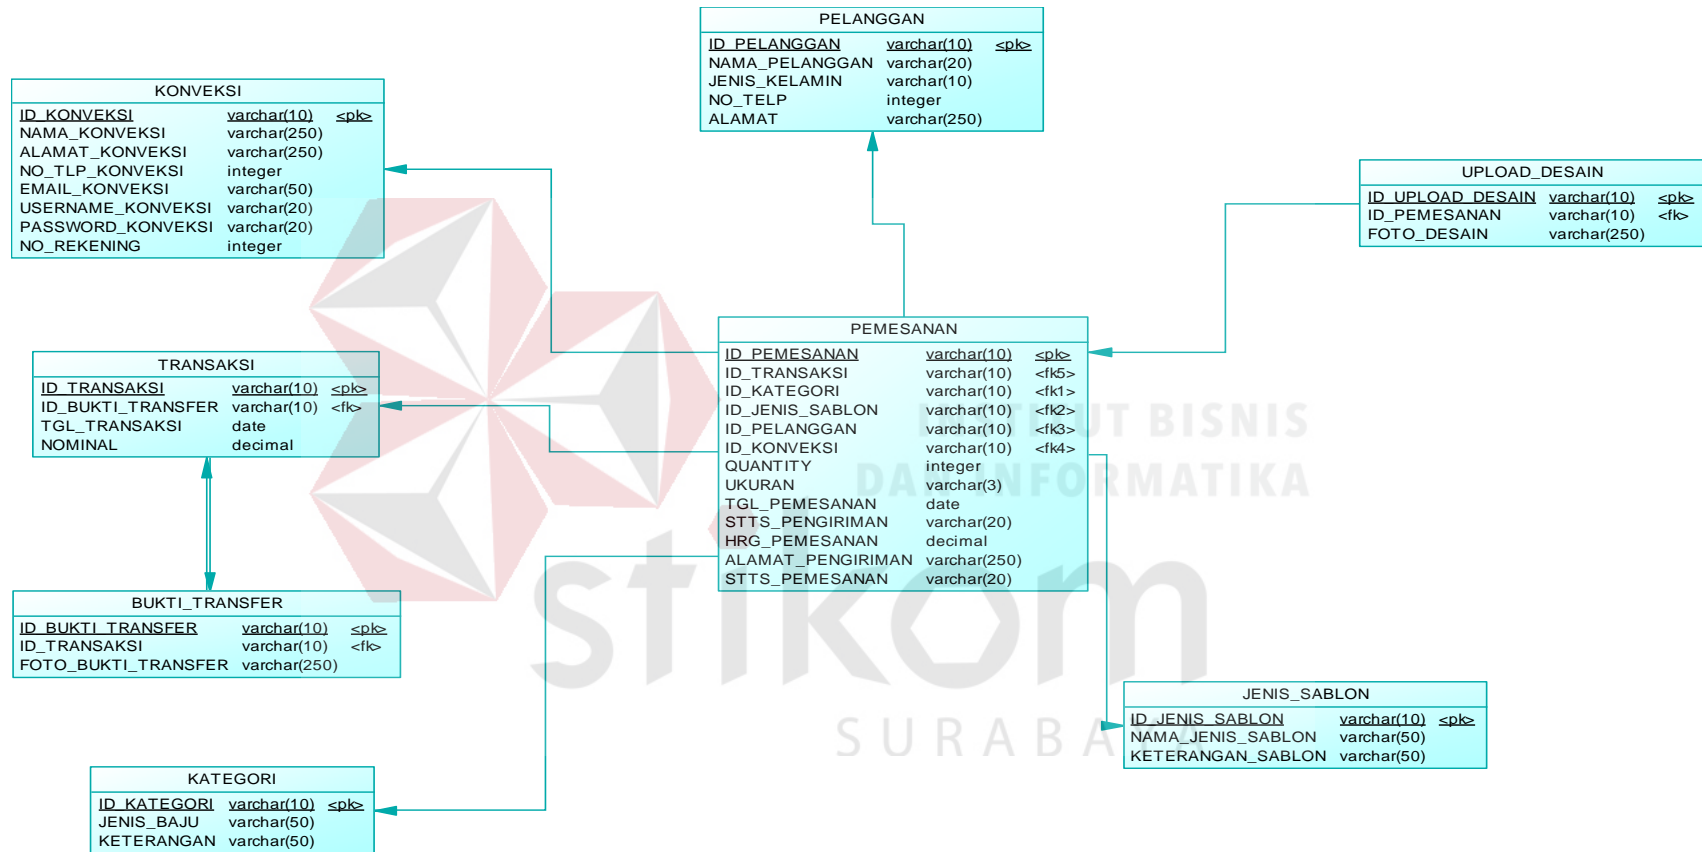 PELANGGAN
ID_PELANGGAN varchar(10) <pk>
NAMA_PELANGGAN varchar(20)
JENIS_KELAMIN varchar(10)
NO_TELP integer
ALAMAT varchar(250)
KONVEKSI
ID_KONVEKSI varchar(10) <pk>
NAMA_KONVEKSI varchar(250)
ALAMAT_KONVEKSI varchar(250)
NO_TLP_KONVEKSI integer
EMAIL_KONVEKSI varchar(50)
USERNAME_KONVEKSI varchar(20)
PASSWORD_KONVEKSI varchar(20)
NO_REKENING integer
UPLOAD_DESAIN
ID_UPLOAD_DESAIN varchar(10) <pk>
ID_PEMESANAN varchar(10) <fk>
FOTO_DESAIN varchar(250)
PEMESANAN
ID_PEMESANAN varchar(10) <pk>
ID_TRANSAKSI varchar(10) <fk5>
ID_KATEGORI varchar(10) <fk1>
ID_JENIS_SABLON varchar(10) <fk2>
ID_PELANGGAN varchar(10) <fk3>
ID_KONVEKSI varchar(10) <fk4>
QUANTITY integer
UKURAN varchar(3)
TGL_PEMESANAN date
STTS_PENGIRIMAN varchar(20)
HRG_PEMESANAN decimal
ALAMAT_PENGIRIMAN varchar(250)
STTS_PEMESANAN varchar(20)
TRANSAKSI
ID_TRANSAKSI varchar(10) <pk>
ID_BUKTI_TRANSFER varchar(10) <fk>
TGL_TRANSAKSI date
NOMINAL decimal
BUKTI_TRANSFER
ID_BUKTI_TRANSFER varchar(10) <pk>
ID_TRANSAKSI varchar(10) <fk>
FOTO_BUKTI_TRANSFER varchar(250)
JENIS_SABLON
ID_JENIS_SABLON varchar(10) <pk>
NAMA_JENIS_SABLON varchar(50)
KETERANGAN_SABLON varchar(50)
KATEGORI
ID_KATEGORI varchar(10) <pk>
JENIS_BAJU varchar(50)
KETERANGAN varchar(50)
INSTITUT BISNIS
DAN INFORMATIKA
stikom
SURABAYA